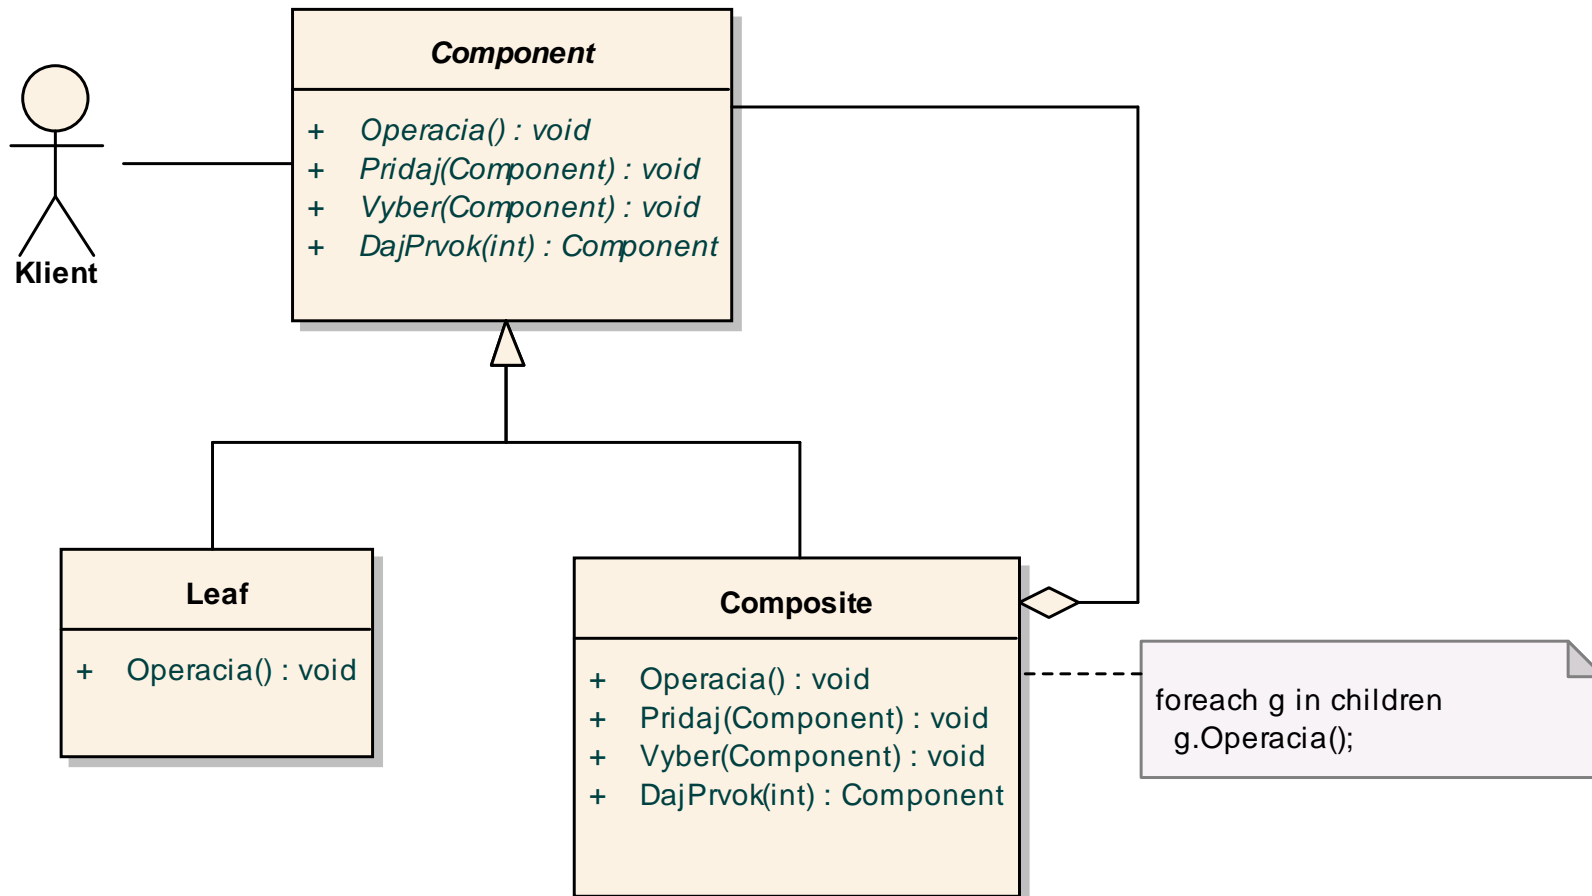 Component
+ Operacia() : void
+ Pridaj(Component) : void
+ Vyber(Component) : void
+ DajPrvok(int) : Component
Klient
Leaf
+ Operacia() : void
Composite
+ Operacia() : void
+ Pridaj(Component) : void
+ Vyber(Component) : void
+ DajPrvok(int) : Component
foreach g in children
g.Operacia();